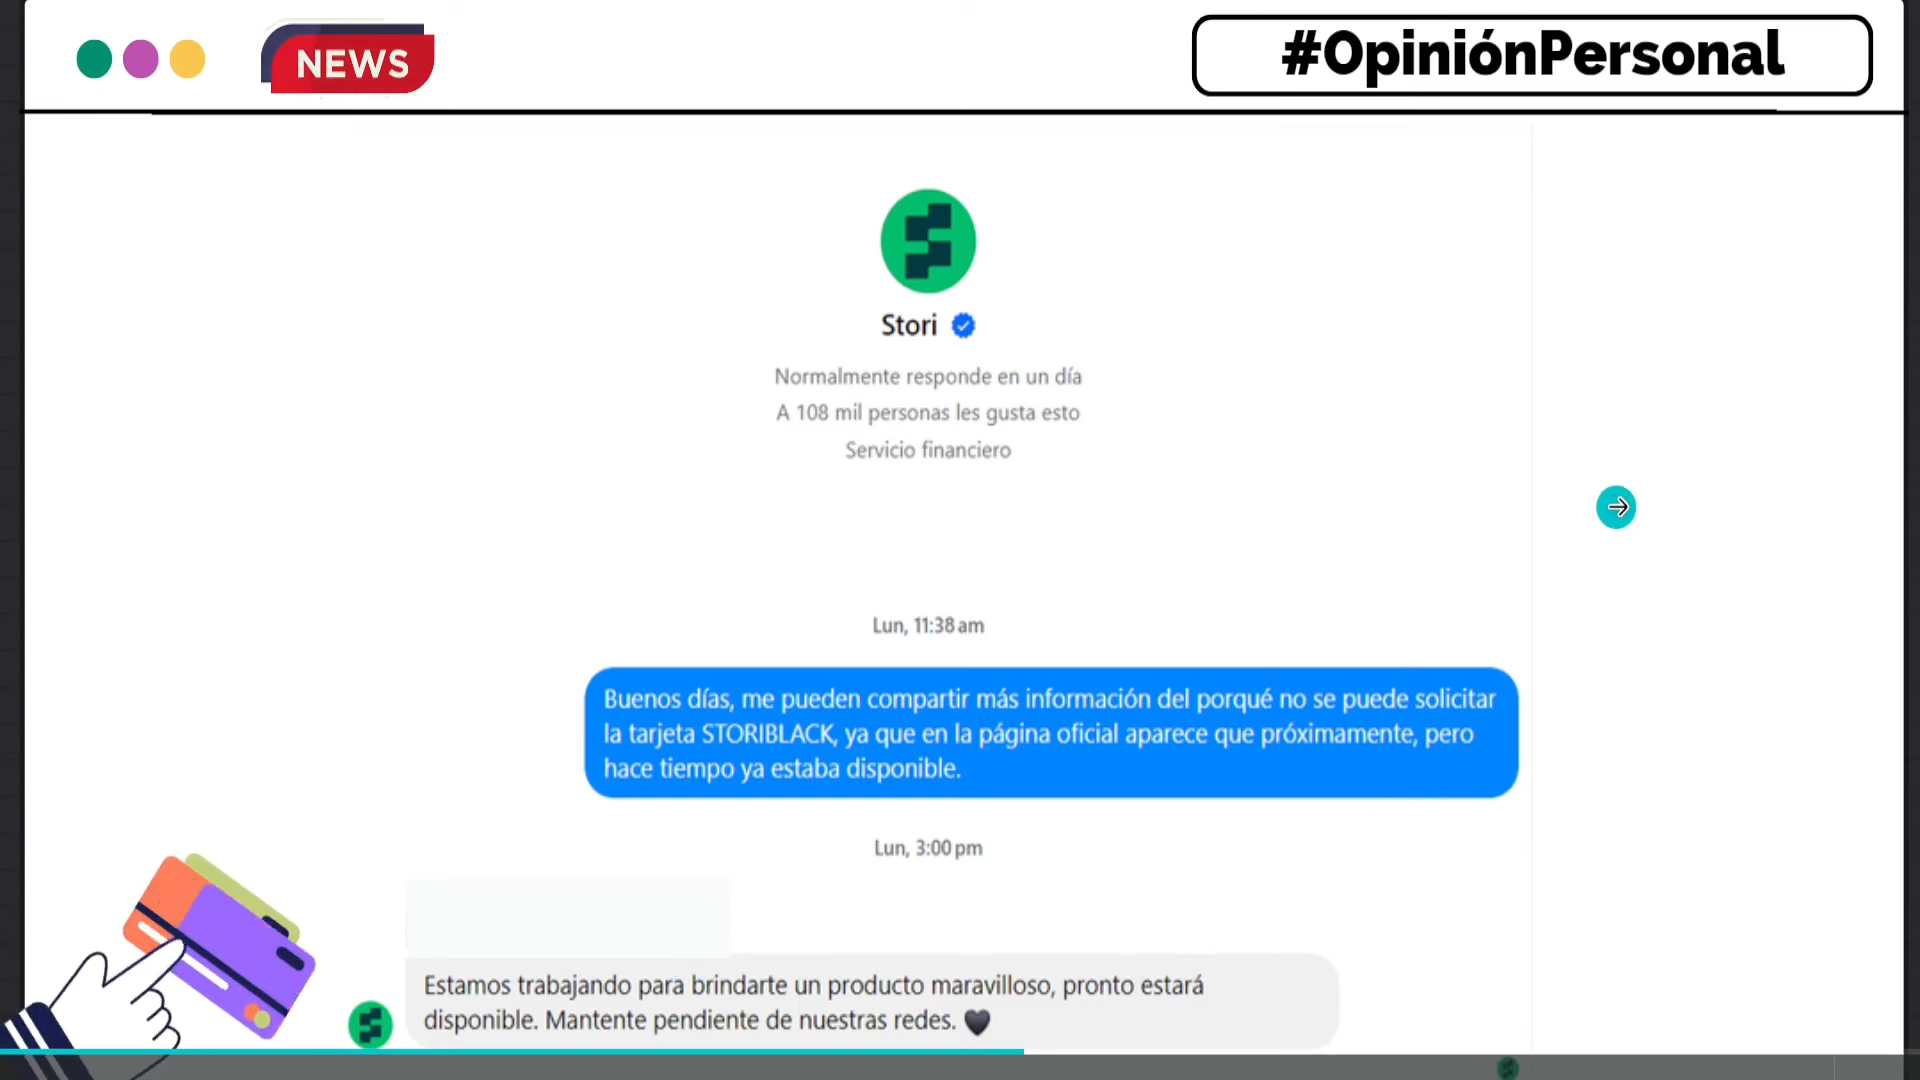 NEWS
#OpiniónPersonal
Stori
Normalmente responde en un día
A 108 mil personas les gusta esto
Servicio financiero
Lun, 11:38 am
Buenos días, me pueden compartir más información del porqué no se puede solicitar
la tarjeta STORIBLACK, ya que en la página oficial aparece que próximamente, pero
hace tiempo ya estaba disponible.
Lun, 3:00 pm
Estamos trabajando para brindarte un producto maravilloso, pronto estará
disponible. Mantente pendiente de nuestras redes. 🖤